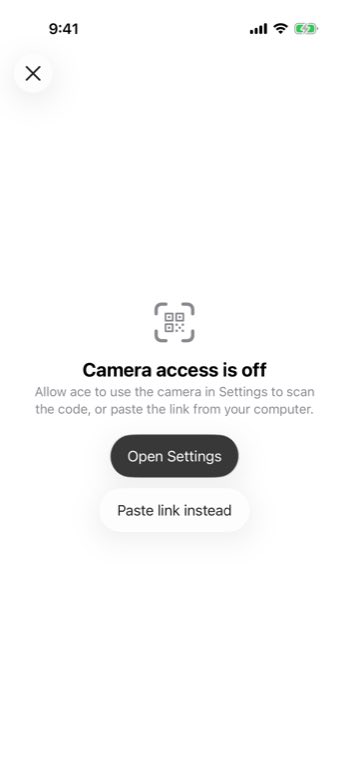 9:41
Camera access is off
Allow ace to use the camera in Settings to scan
the code, or paste the link from your computer.
Open Settings
Paste link instead